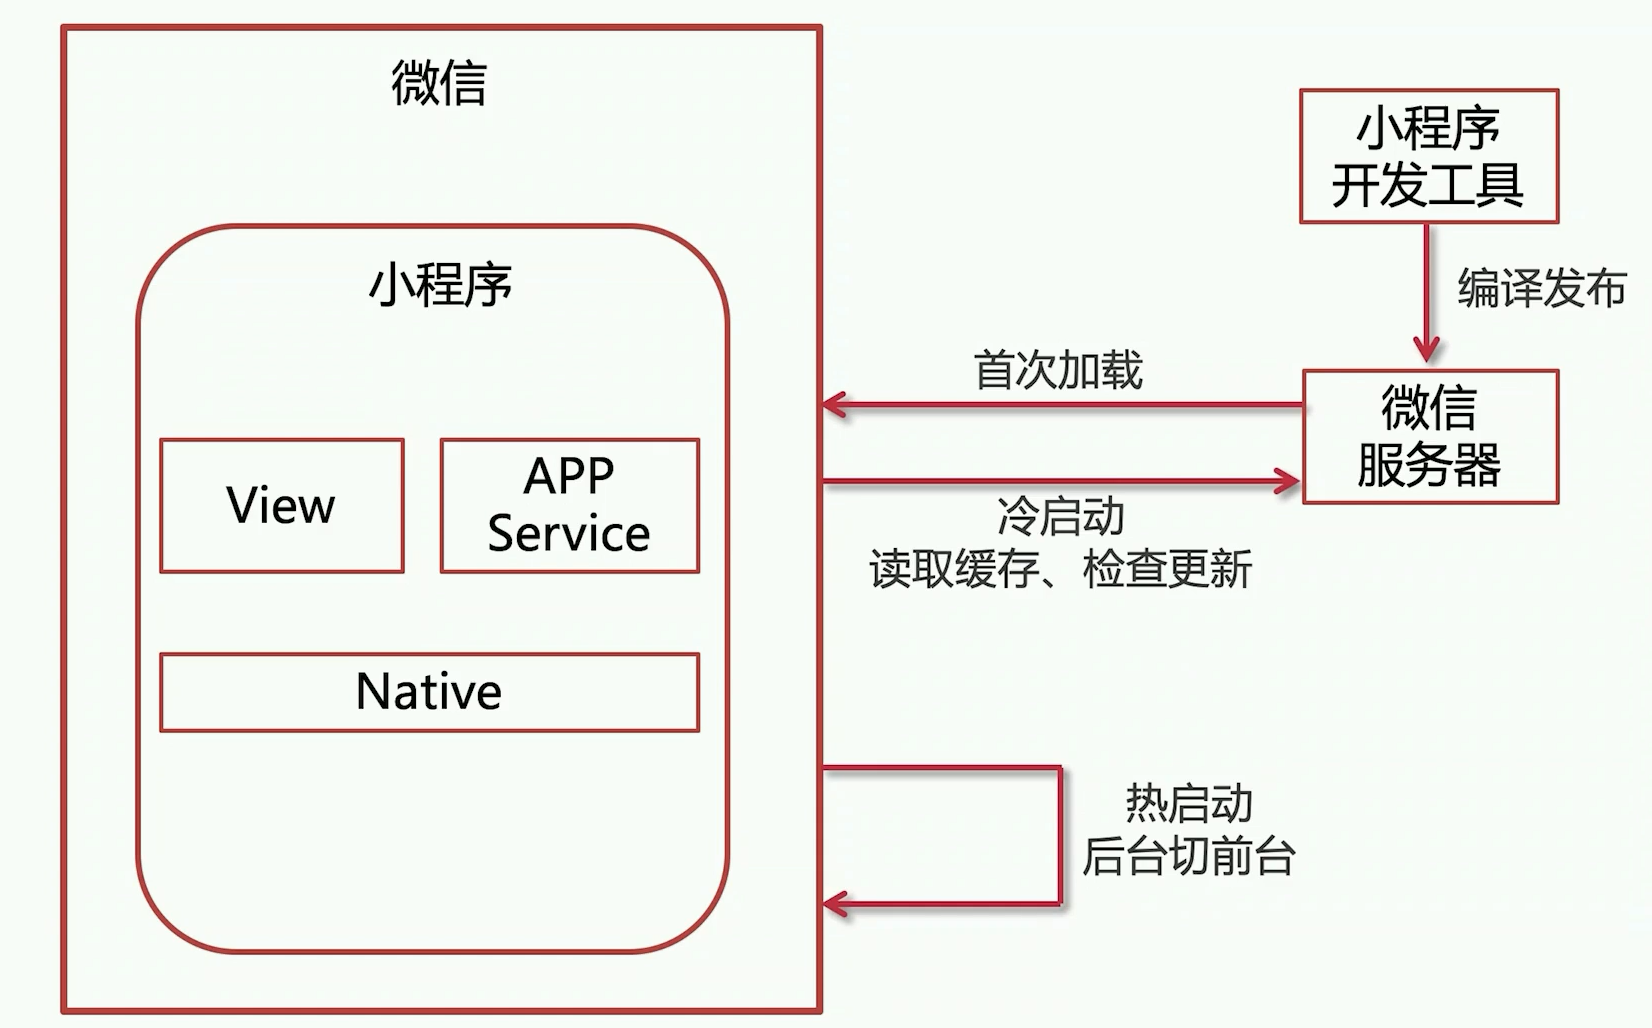 微信
小程序
View
APP
Service
Native
小程序
开发工具
编译发布
首次加载
微信
服务器
冷启动
读取缓存、检查更新
热启动
后台切前台